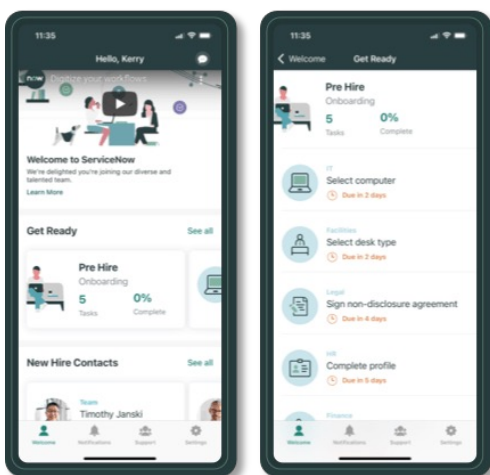 11:35
Hello, Kerry
now Digitize your workflows
Welcome to ServiceNow
We're delighted you're joining our diverse and
talented team.
Learn More
Get Ready
See all
Pre Hire
Onboarding
5
0%
Tasks
Complete
New Hire Contacts
See all
Team
Timothy Janski
Welcome
Notifications
Support
Settings
11:35
Welcome
Get Ready
Pre Hire
Onboarding
5
0%
Tasks
Complete
IT
Select computer
Due in 2 days
Facilities
Select desk type
Due in 2 days
Legal
Sign non-disclosure agreement
Due in 4 days
HR
Complete profile
Due in 5 days
Finance
Welcome
Notifications
Support
Settings